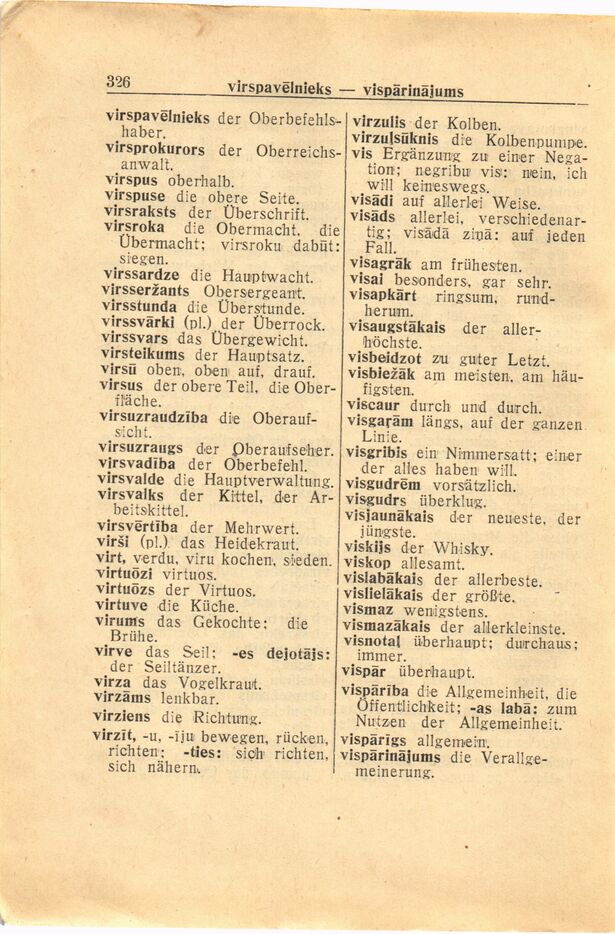 326
virspavēlnieks — vispārinājums
virspavēlnieks der Oberbefehls-
haber.
virsprokurors der Oberreichs-
anwalt.
virspus oberhalb.
virspuse die obere Seite.
virsraksts der Überschrift.
virsroka die Obermacht, die
Übermacht; virsroku dabūt:
siegen.
virssardze die Hauptwacht.
virsseržants Obersergeant.
virsstunda die Überstunde.
virssvārki (pl.) der Überrock.
virssvars das Übergewicht.
virsteikums der Hauptsatz.
virsū oben, oben auf, drauf.
virsus der obere Teil, die Ober-
fläche.
virsuzraudzība die Oberauf-
sicht.
virsuzraugs der Oberaufseher.
virsvadība der Oberbefehl.
virsvalde die Hauptverwaltung.
virsvalks der Kittel, der Ar-
beitskittel.
virsvērtība der Mehrwert.
virši (pl.) das Heidekraut.
virt, verdu, viru kochen, sieden.
virtuōzi virtuos.
virtuōzs der Virtuos.
virtuve die Küche.
virums das Gekochte; die
Brühe.
virve das Seil; -es dejotājs:
der Seiltänzer.
virza das Vogelkraut.
virzāms lenkbar.
virziens die Richtung.
virzīt, -u, -īju bewegen, rücken,
richten; -ties: sich richten,
sich nähern.
virzulis der Kolben.
virzuļsūknis die Kolbenpumpe.
vis Ergänzung zu einer Nega-
tion; negribu vis: nein, ich
will keineswegs.
visādi auf allerlei Weise.
visāds allerlei, verschiedenar-
tig; visādā ziņā: auf jeden
Fall.
visagrāk am frühesten.
visai besonders, gar sehr.
visapkārt ringsum, rund-
herum.
visaugstākais der aller-
höchste.
visbeidzot zu guter Letzt.
visbiežāk am meisten, am häu-
figsten.
viscaur durch und durch.
visgaŗām längs, auf der ganzen
Linie.
visgribis ein Nimmersatt; einer
der alles haben will.
visgudrēm vorsätzlich.
visgudrs überklug.
visjaunākais der neueste, der
jüngste.
viskijs der Whisky.
viskop allesamt.
vislabākais der allerbeste.
vislielākais der größte.
vismaz wenigstens.
vismazākais der allerkleinste.
visnotaļ überhaupt; durchaus;
immer.
vispār überhaupt.
vispārība die Allgemeinheit, die
Öffentlichkeit; -as labā: zum
Nutzen der Allgemeinheit.
vispārīgs allgemein.
vispārinājums die Verallge-
meinerung.